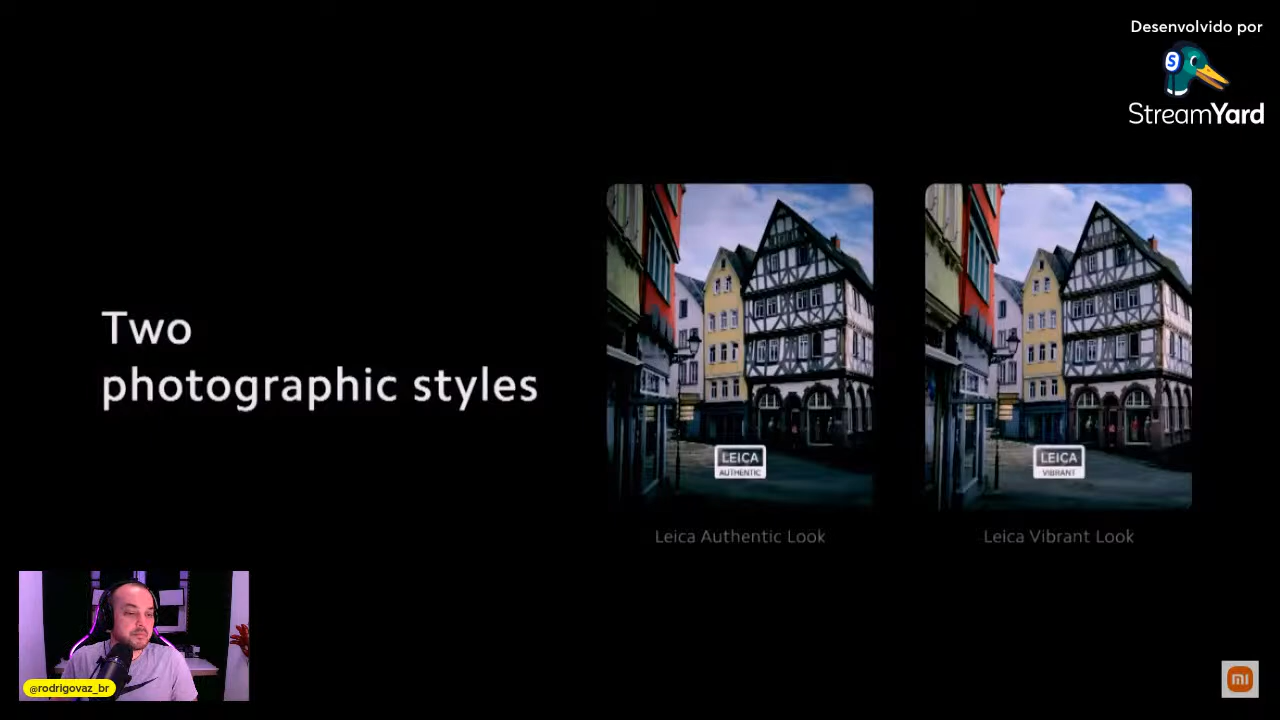 Desenvolvido por
StreamYard
Two
photographic styles
LEICA
AUTHENTIC
LEICA
VIBRANT
Leica Authentic Look
Leica Vibrant Look
@rodrigovaz_br
mi